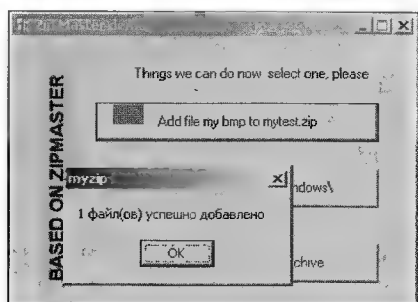 Things we can do now select one, please
Add file my bmp to mytest.zip
BASED ON ZIPMASTER
myzip
ndows\
1 файл(ов) успешно добавлено
OK
chive